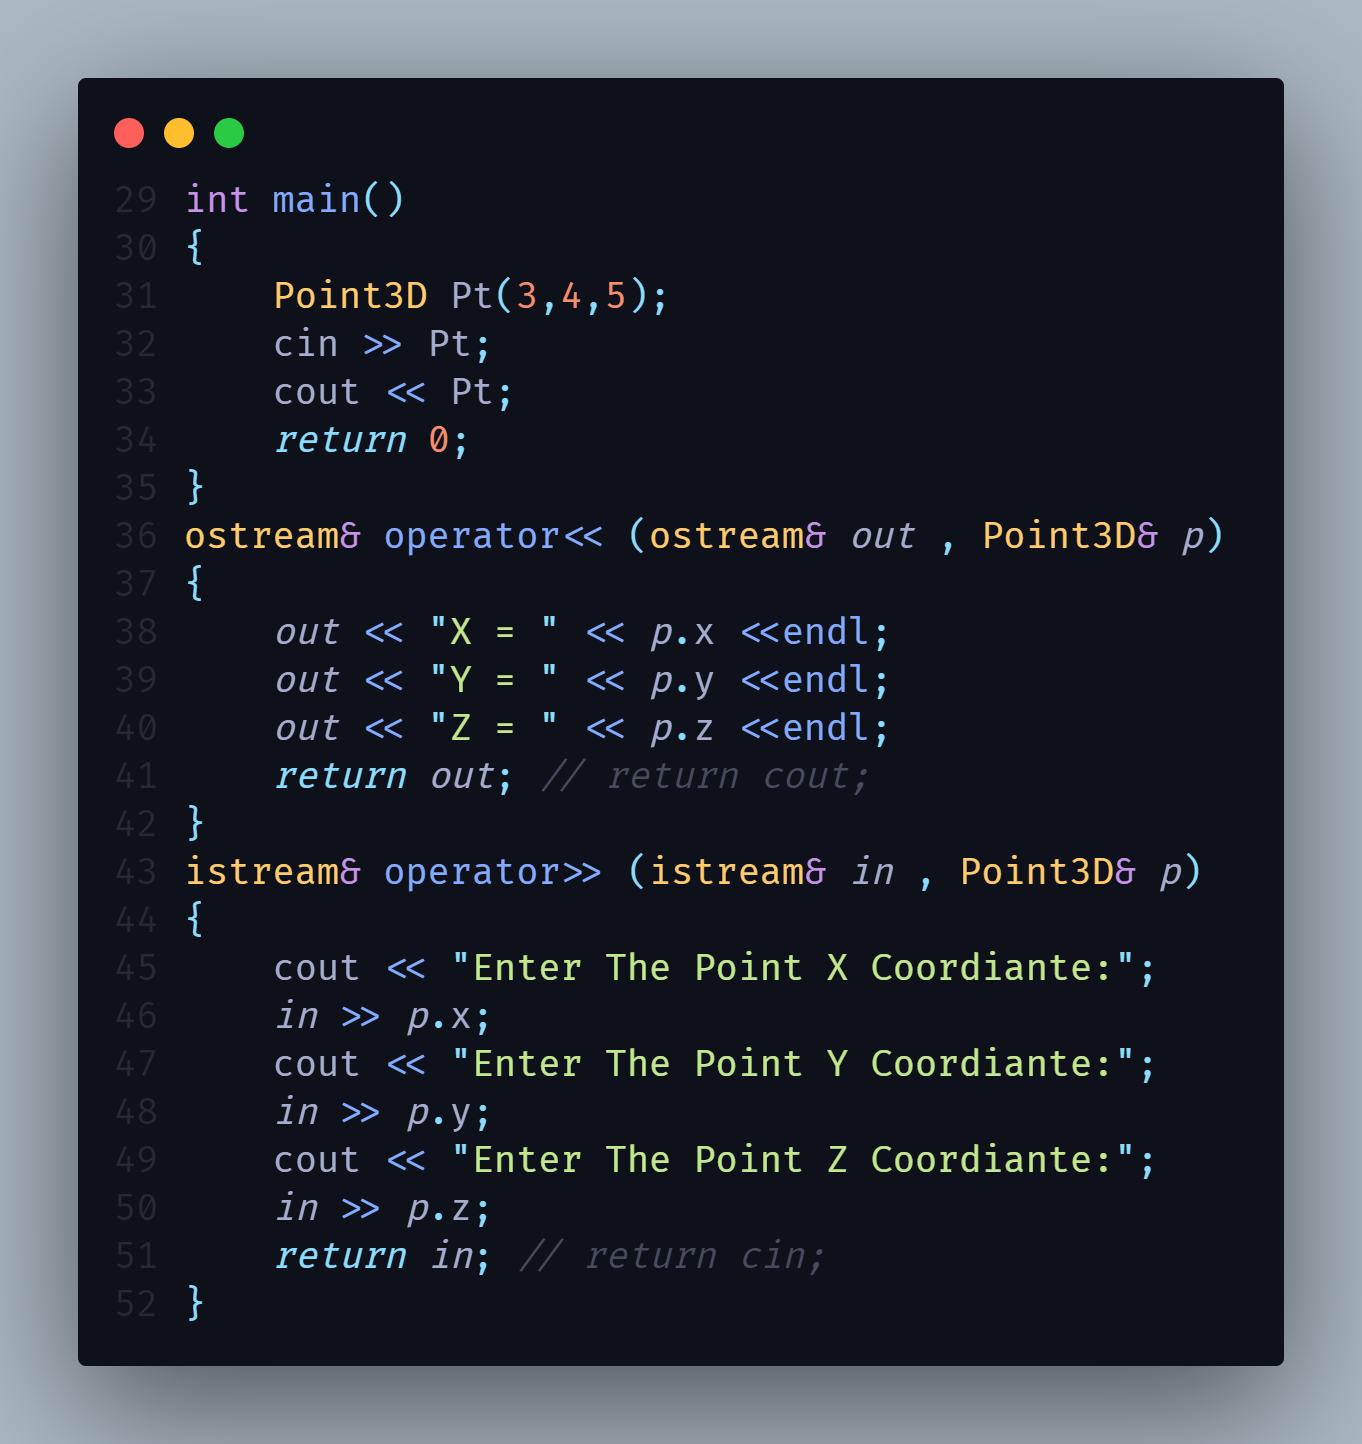 29 int main()
30 {
31     Point3D Pt(3,4,5);
32     cin >> Pt;
33     cout << Pt;
34     return 0;
35 }
36 ostream& operator<< (ostream& out , Point3D& p)
37 {
38     out << "X = " << p.x <<endl;
39     out << "Y = " << p.y <<endl;
40     out << "Z = " << p.z <<endl;
41     return out; // return cout;
42 }
43 istream& operator>> (istream& in , Point3D& p)
44 {
45     cout << "Enter The Point X Coordiante:";
46     in >> p.x;
47     cout << "Enter The Point Y Coordiante:";
48     in >> p.y;
49     cout << "Enter The Point Z Coordiante:";
50     in >> p.z;
51     return in; // return cin;
52 }